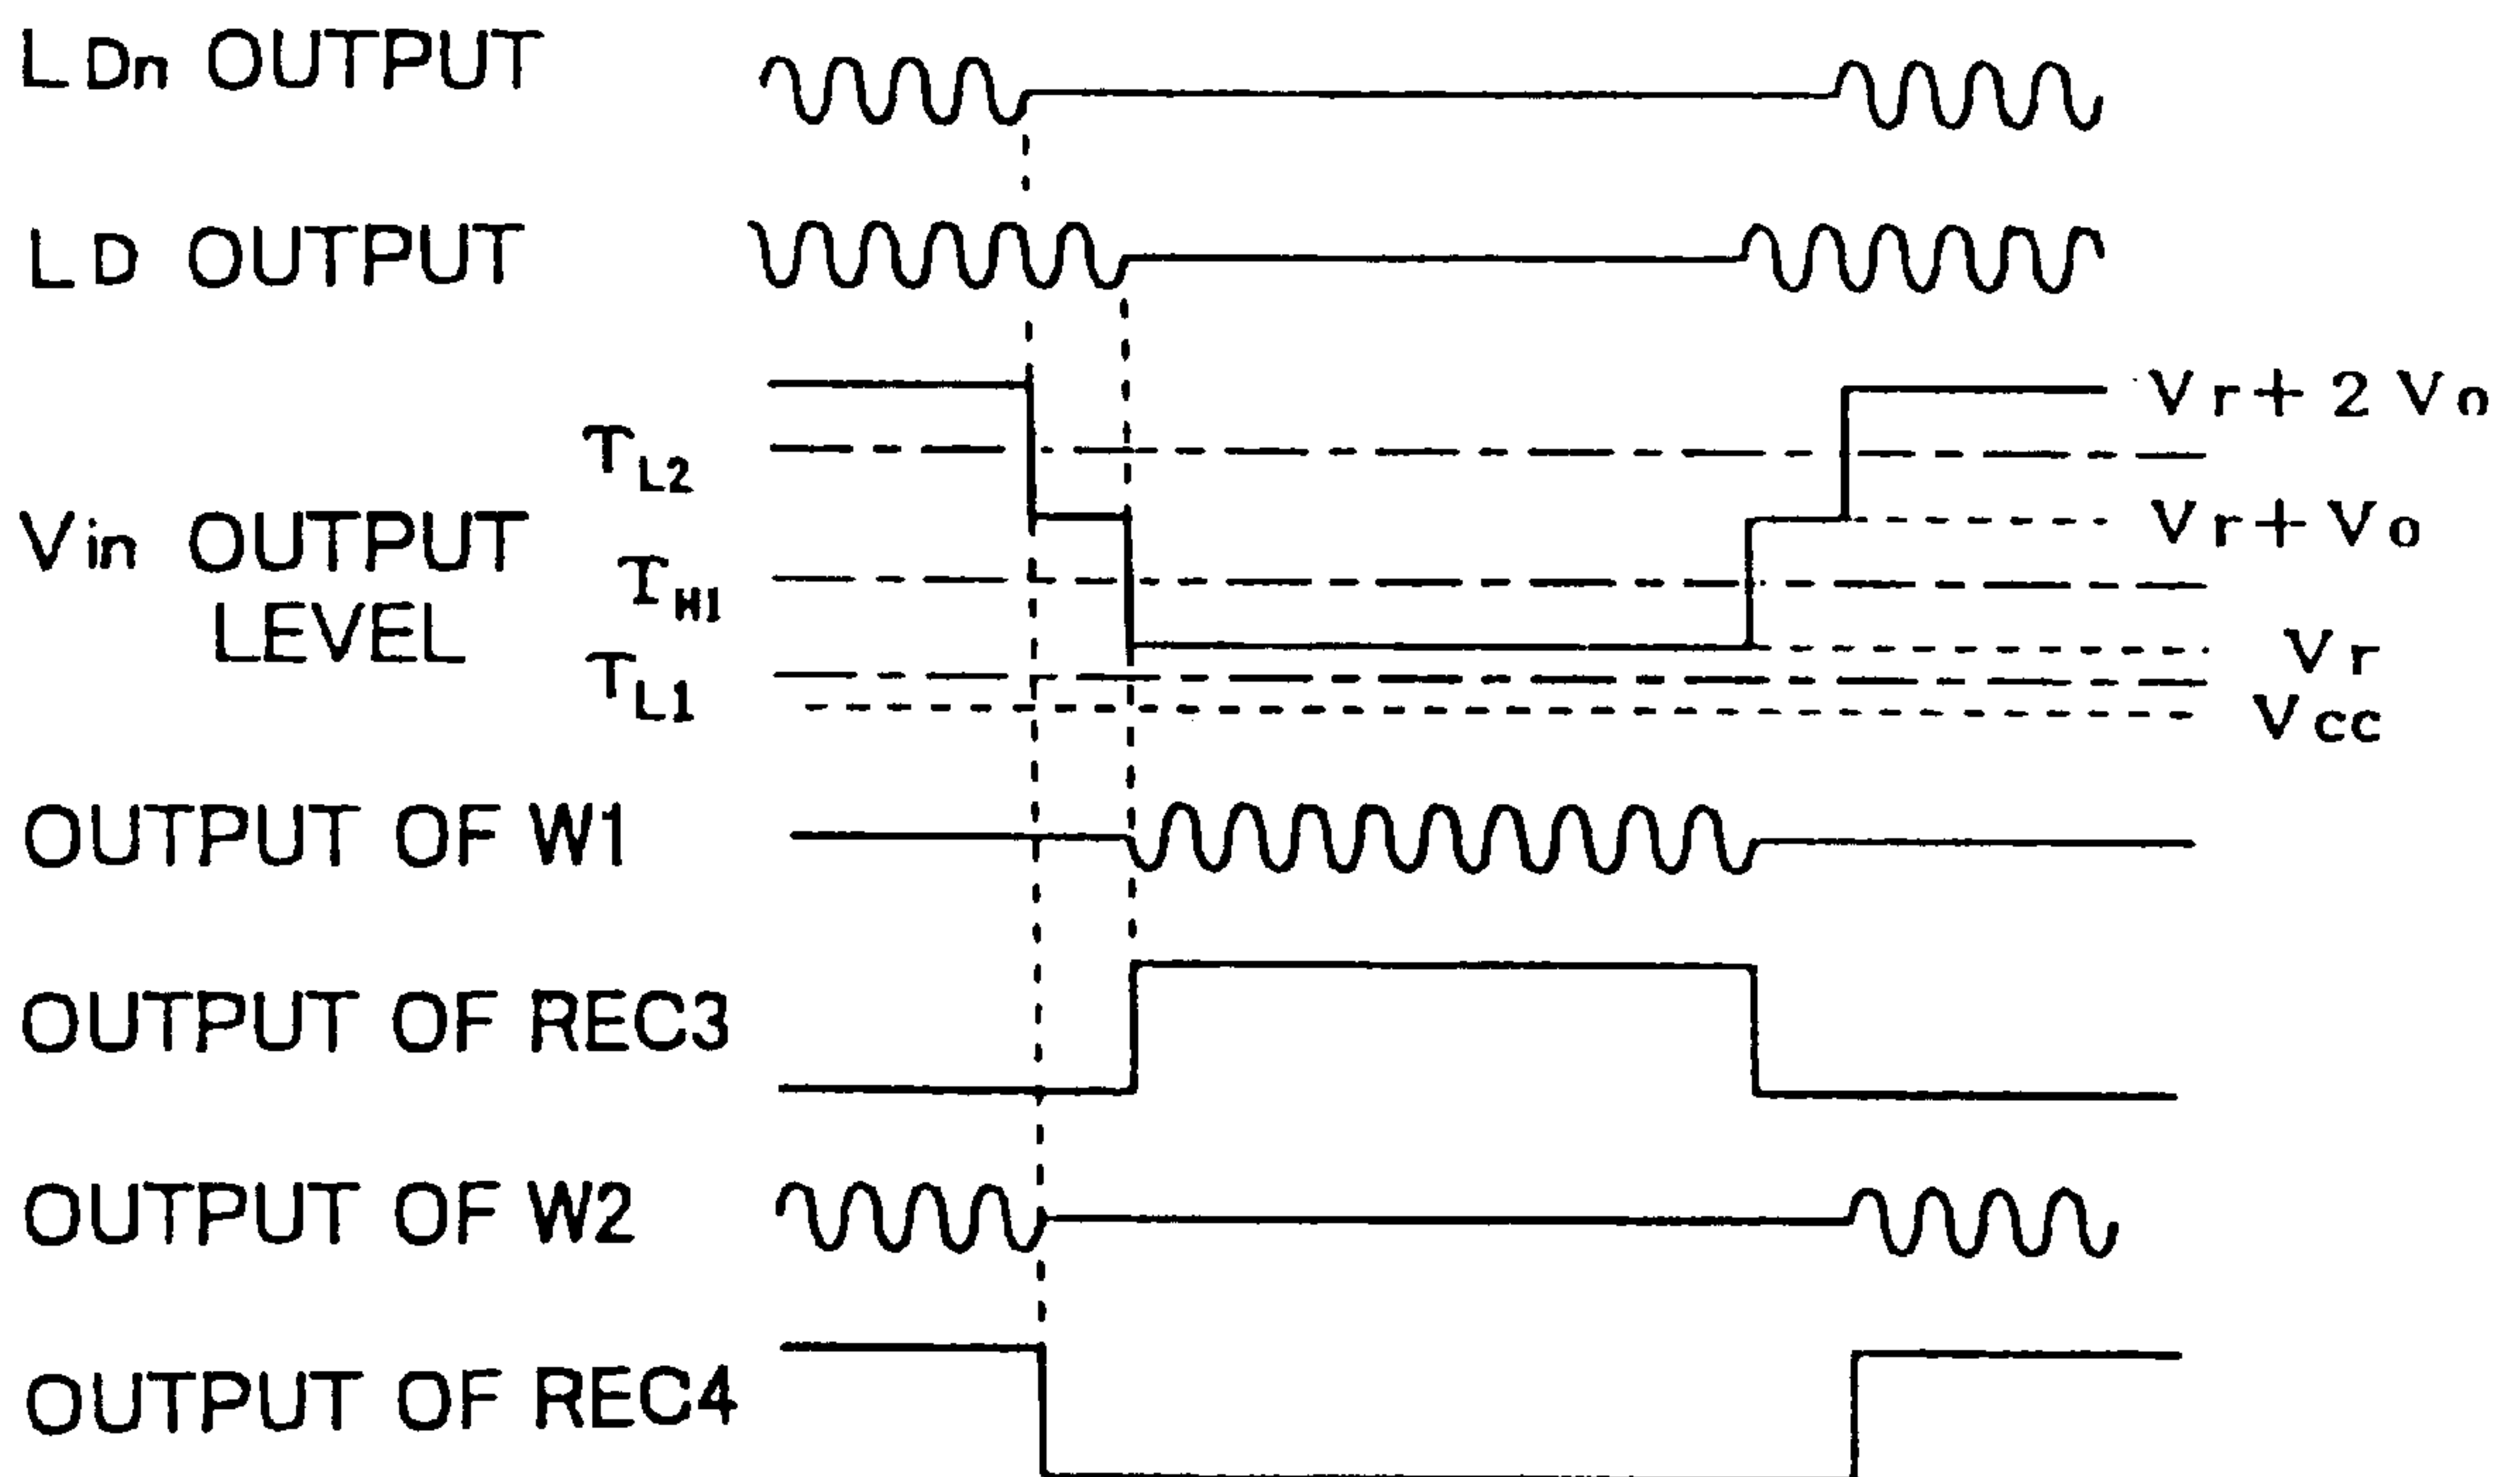 LDn OUTPUT
LD OUTPUT
Vr+2Vo
TL2
Vr+Vo
Vin OUTPUT
LEVEL
TH1
Vr
TL1
Vcc
OUTPUT OF W1
OUTPUT OF REC3
OUTPUT OF W2
OUTPUT OF REC4